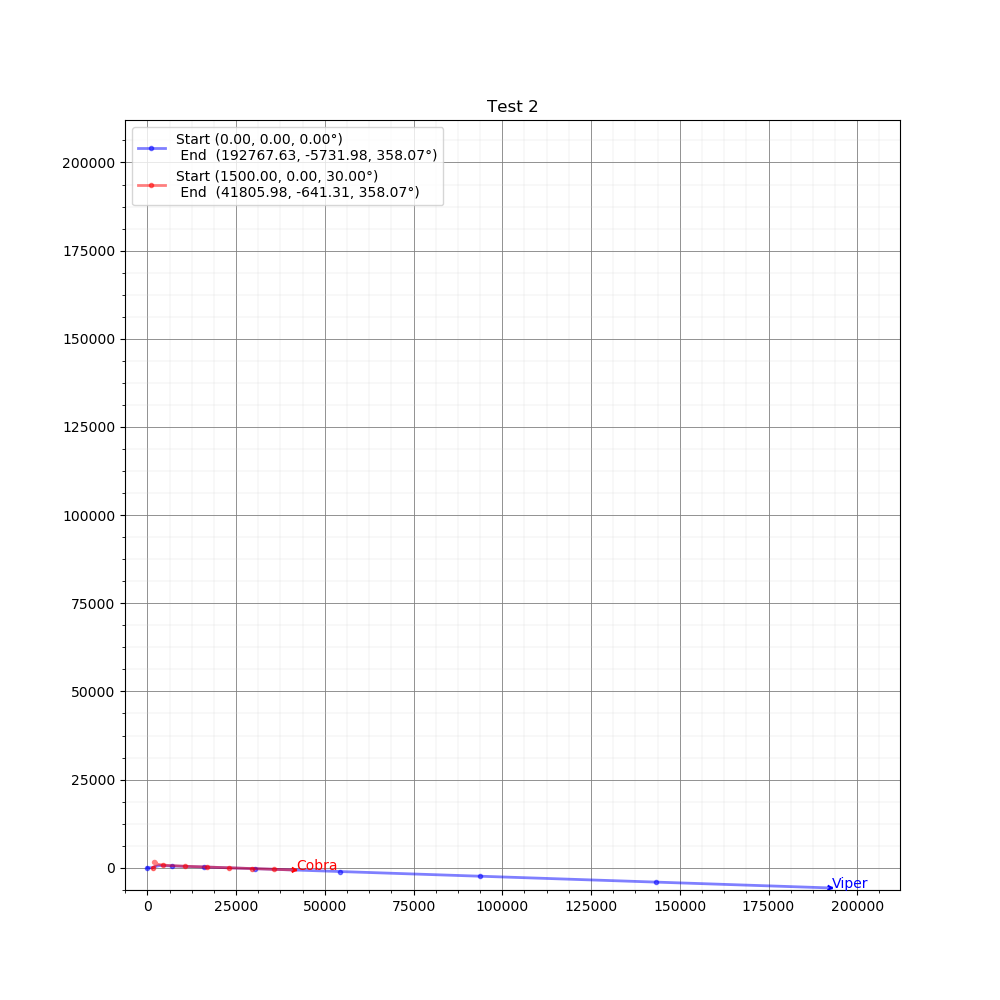 Test 2
Start (0.00, 0.00, 0.00°)
End (192767.63, -5731.98, 358.07°)
Start (1500.00, 0.00, 30.00°)
End (41805.98, -641.31, 358.07°)
200000
175000
150000
125000
100000
75000
50000
25000
0
Cobra
Viper
0 25000 50000 75000 100000 125000 150000 175000 200000